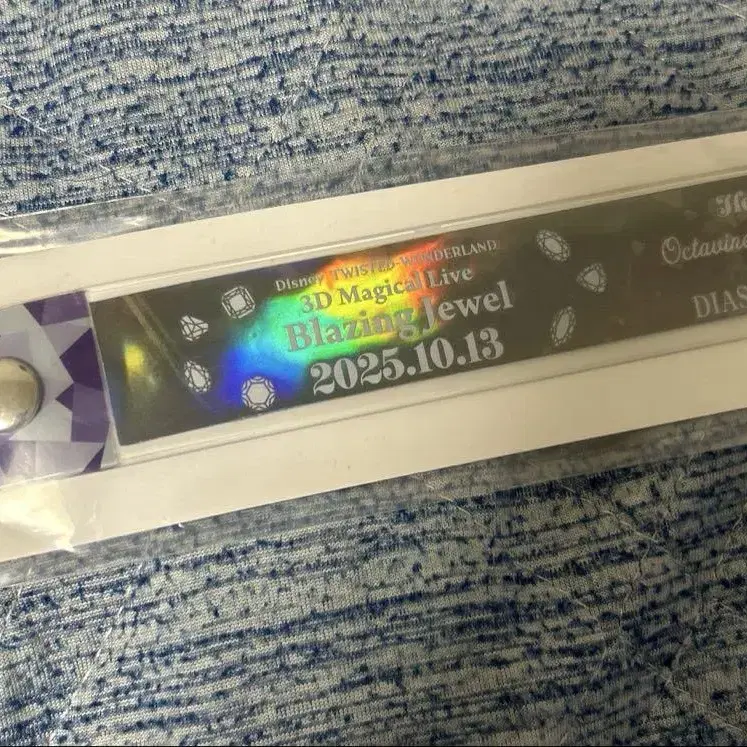 Disney TWISTED-WONDERLAND
3D Magical Live
Blazing Jewel
2025.10.13